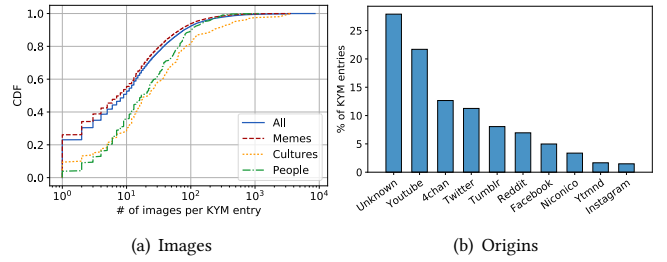 1.0
0.8
0.6
0.4
0.2
0.0
CDF
10^0
10^1
10^2
10^3
10^4
# of images per KYM entry
All
Memes
Cultures
People
(a) Images
25
20
15
10
5
0
% of KYM entries
Unknown
Youtube
4chan
Twitter
Tumblr
Reddit
Facebook
Niconico
Ytmnd
Instagram
(b) Origins